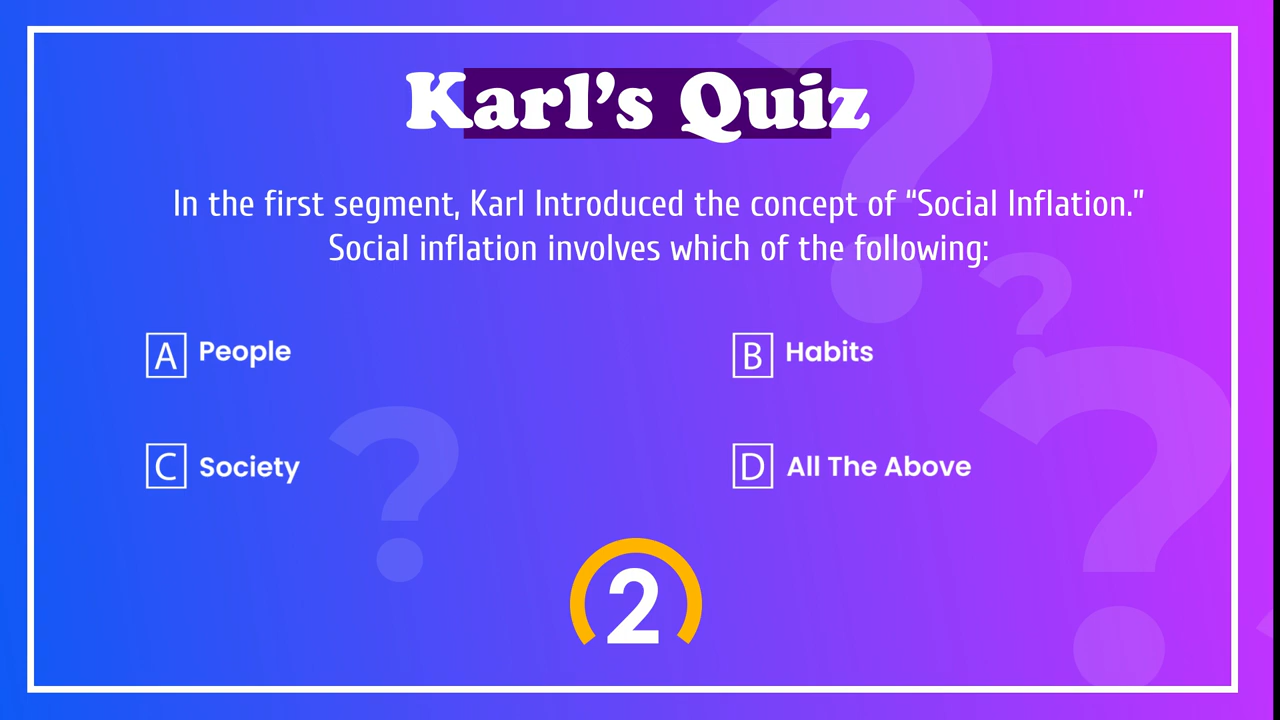 Karl’s Quiz
In the first segment, Karl Introduced the concept of “Social Inflation.”
Social inflation involves which of the following:
A People
B Habits
C Society
D All The Above
2